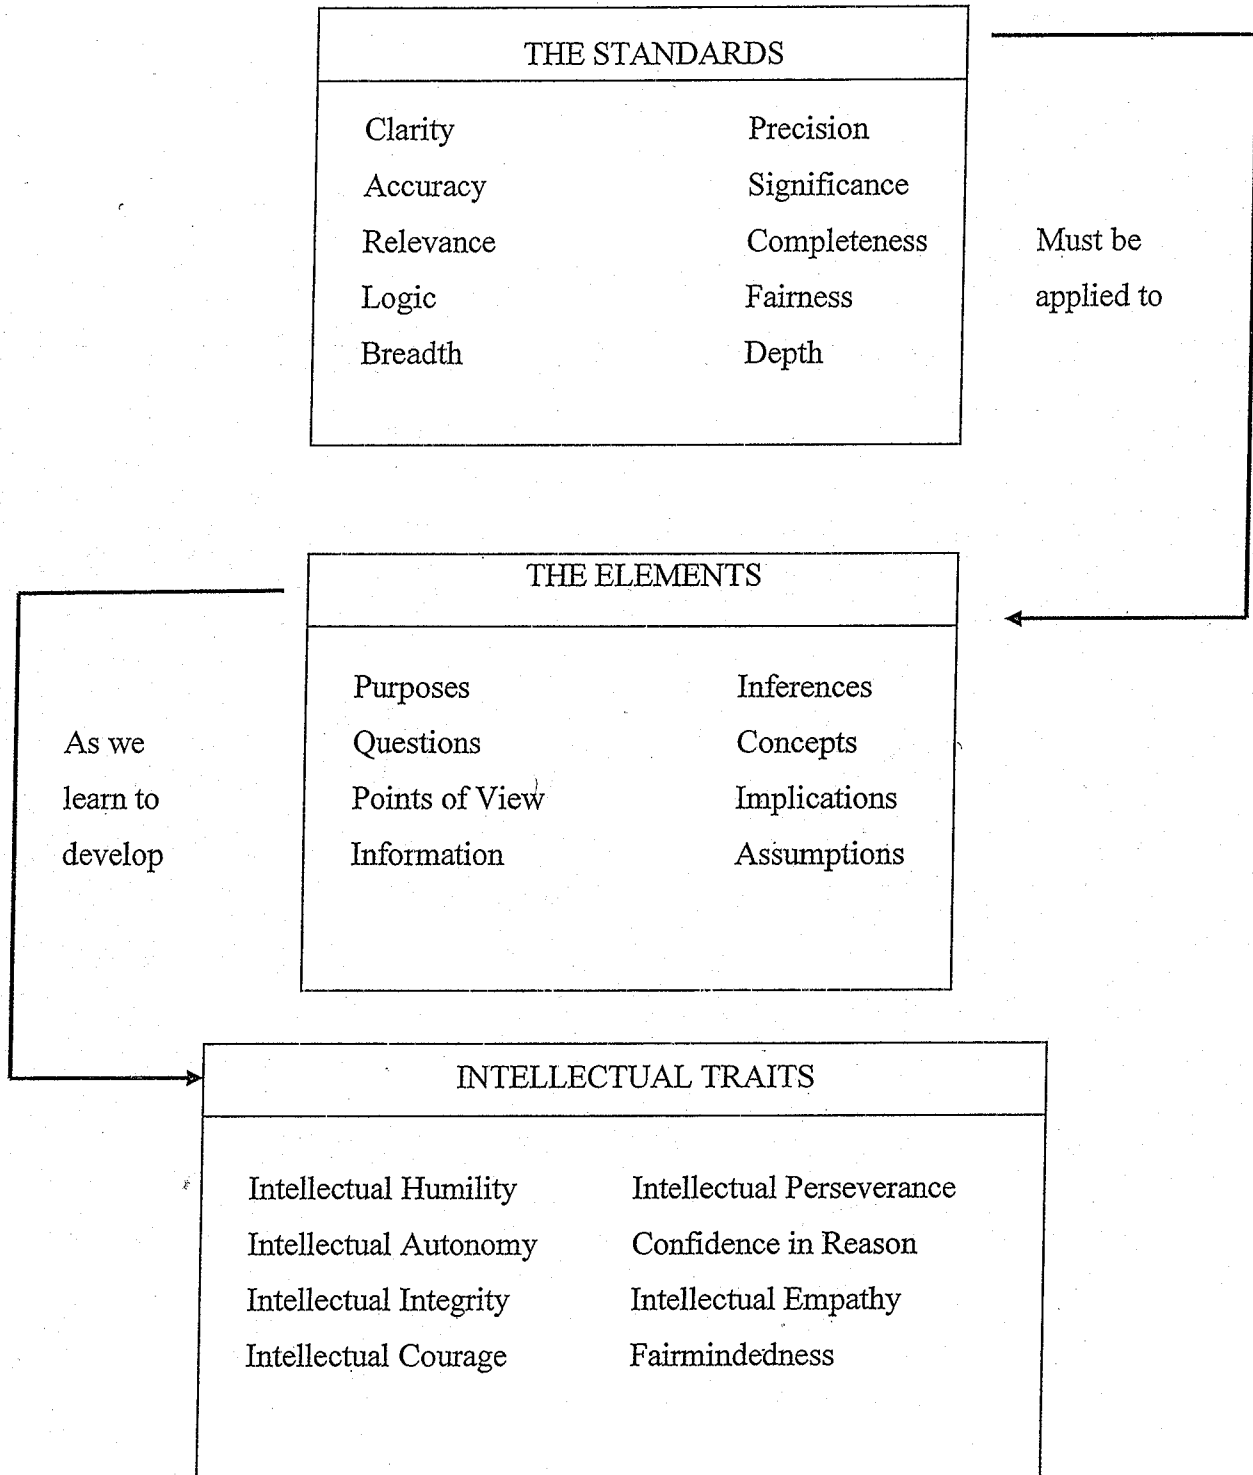 THE STANDARDS
Clarity Precision
Accuracy Significance
Relevance Completeness
Logic Fairness
Breadth Depth
Must be
applied to
THE ELEMENTS
Purposes Inferences
Questions Concepts
Points of View Implications
Information Assumptions
As we
learn to
develop
INTELLECTUAL TRAITS
Intellectual Humility Intellectual Perseverance
Intellectual Autonomy Confidence in Reason
Intellectual Integrity Intellectual Empathy
Intellectual Courage Fairmindedness